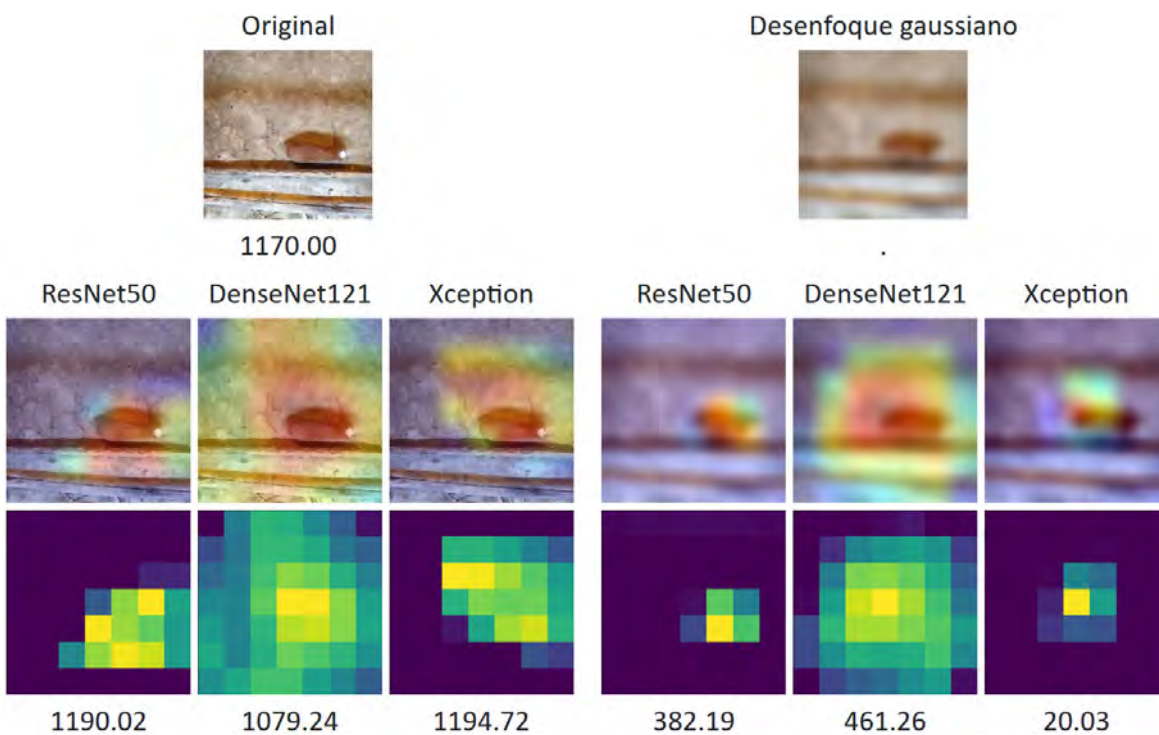 Original
Desenfoque gaussiano
1170.00
.
ResNet50 DenseNet121 Xception ResNet50 DenseNet121 Xception
1190.02 1079.24 1194.72 382.19 461.26 20.03